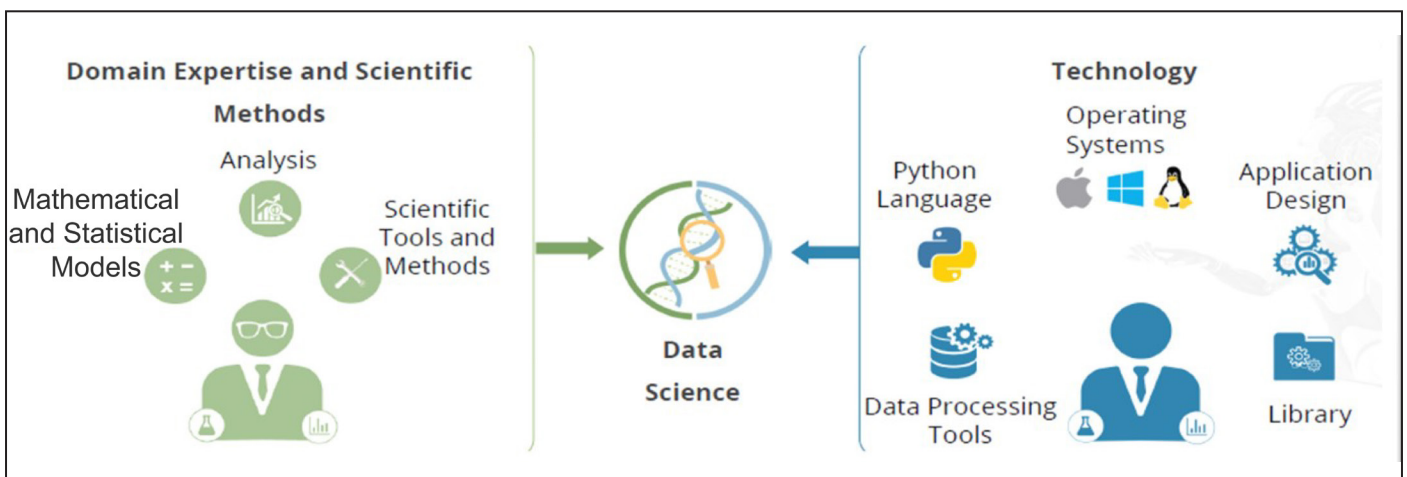 Domain Expertise and Scientific
Methods
Analysis
Mathematical
and Statistical
Models
Scientific
Tools and
Methods
+ −
x =
Data
Science
Technology
Operating
Systems
Python
Language
Application
Design
Data Processing
Tools
Library